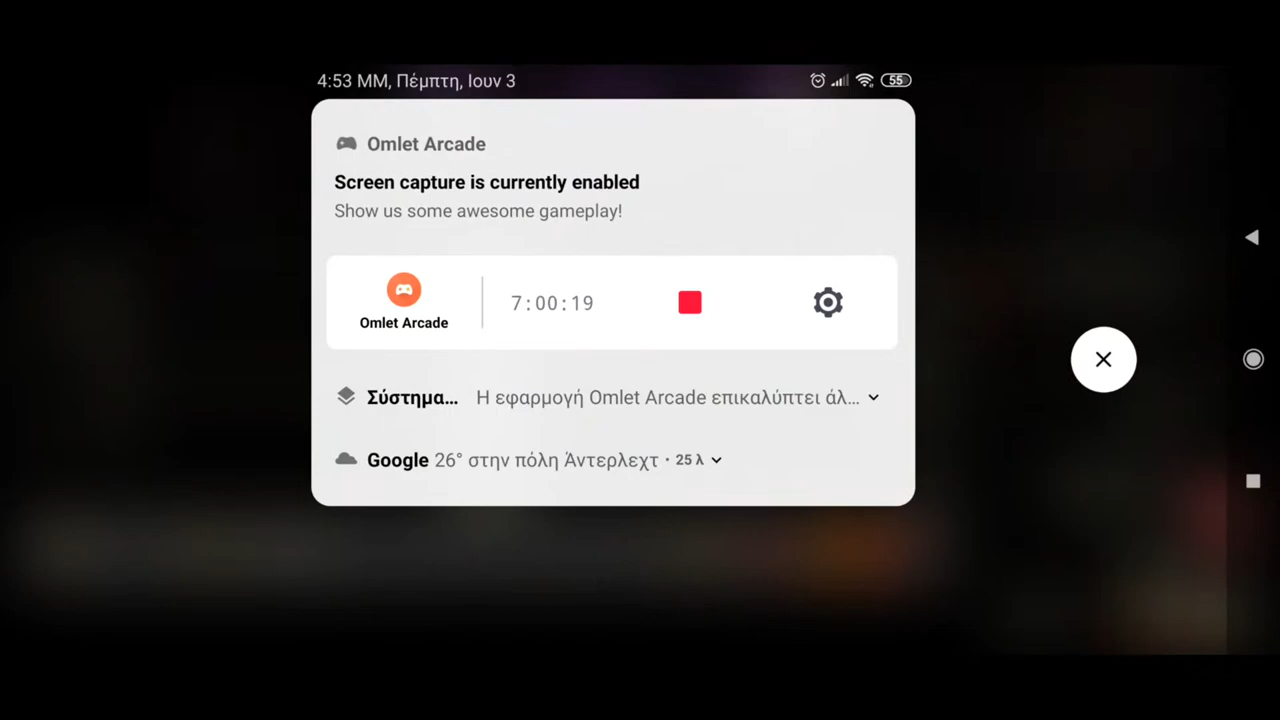 4:53 ΜΜ, Πέμπτη, Ιουν 3
55
Omlet Arcade
Screen capture is currently enabled
Show us some awesome gameplay!
Omlet Arcade
7:00:19
Σύστημα... Η εφαρμογή Omlet Arcade επικαλύπτει άλ...
Google 26° στην πόλη Άντερλεχτ · 25 λ